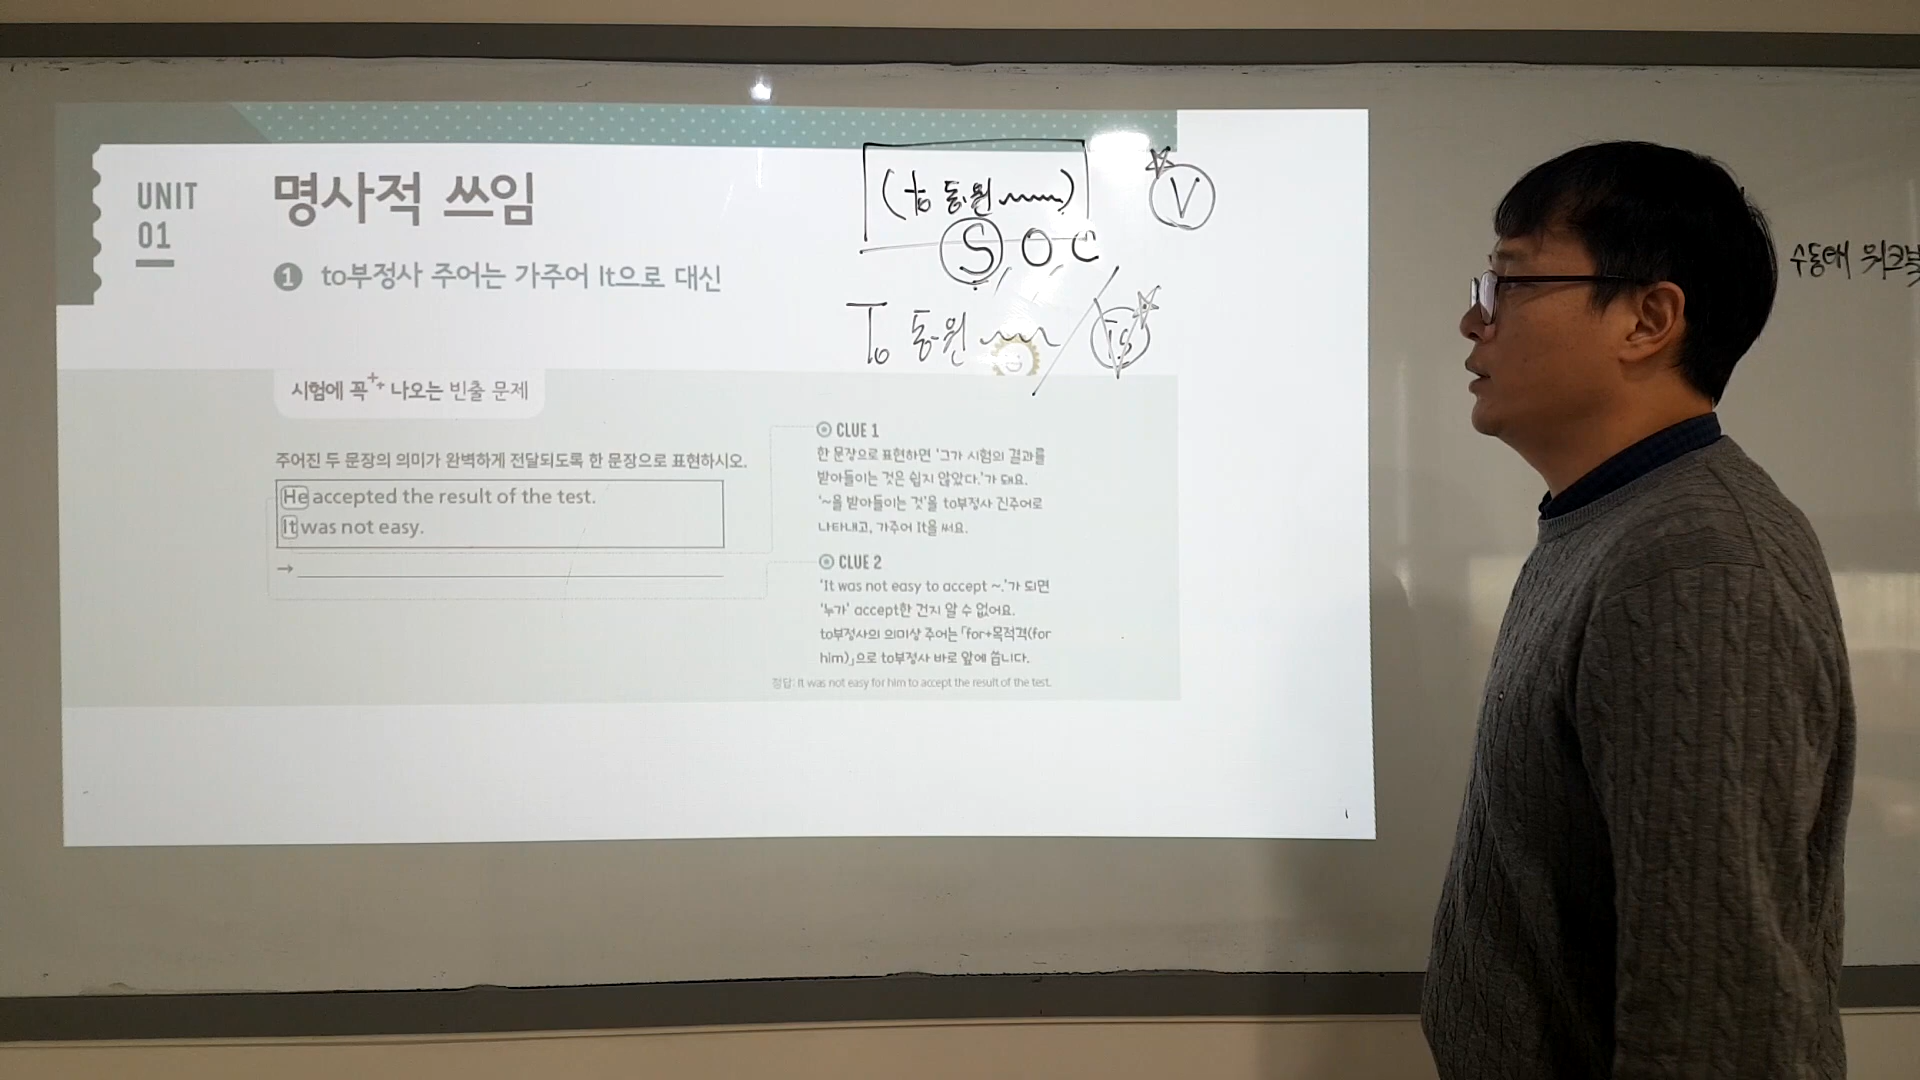 UNIT
01
명사적 쓰임
1 to부정사 주어는 가주어 It으로 대신
(to 동.원)
V
S O C
To 동.원 / is
시험에 꼭++ 나오는 빈출 문제
주어진 두 문장의 의미가 완벽하게 전달되도록 한 문장으로 표현하시오.
He accepted the result of the test.
It was not easy.
→
CLUE 1
한 문장으로 표현하면 '그가 시험의 결과를
받아들이는 것은 쉽지 않았다.'가 돼요.
'~을 받아들이는 것'을 to부정사 진주어로
나타내고, 가주어 It을 써요.
CLUE 2
'It was not easy to accept ~.'가 되면
'누가' accept한 건지 알 수 없어요.
to부정사의 의미상 주어는 「for+목적격(for
him)」으로 to부정사 바로 앞에 씁니다.
정답: It was not easy for him to accept the result of the test.
수동태 워크북